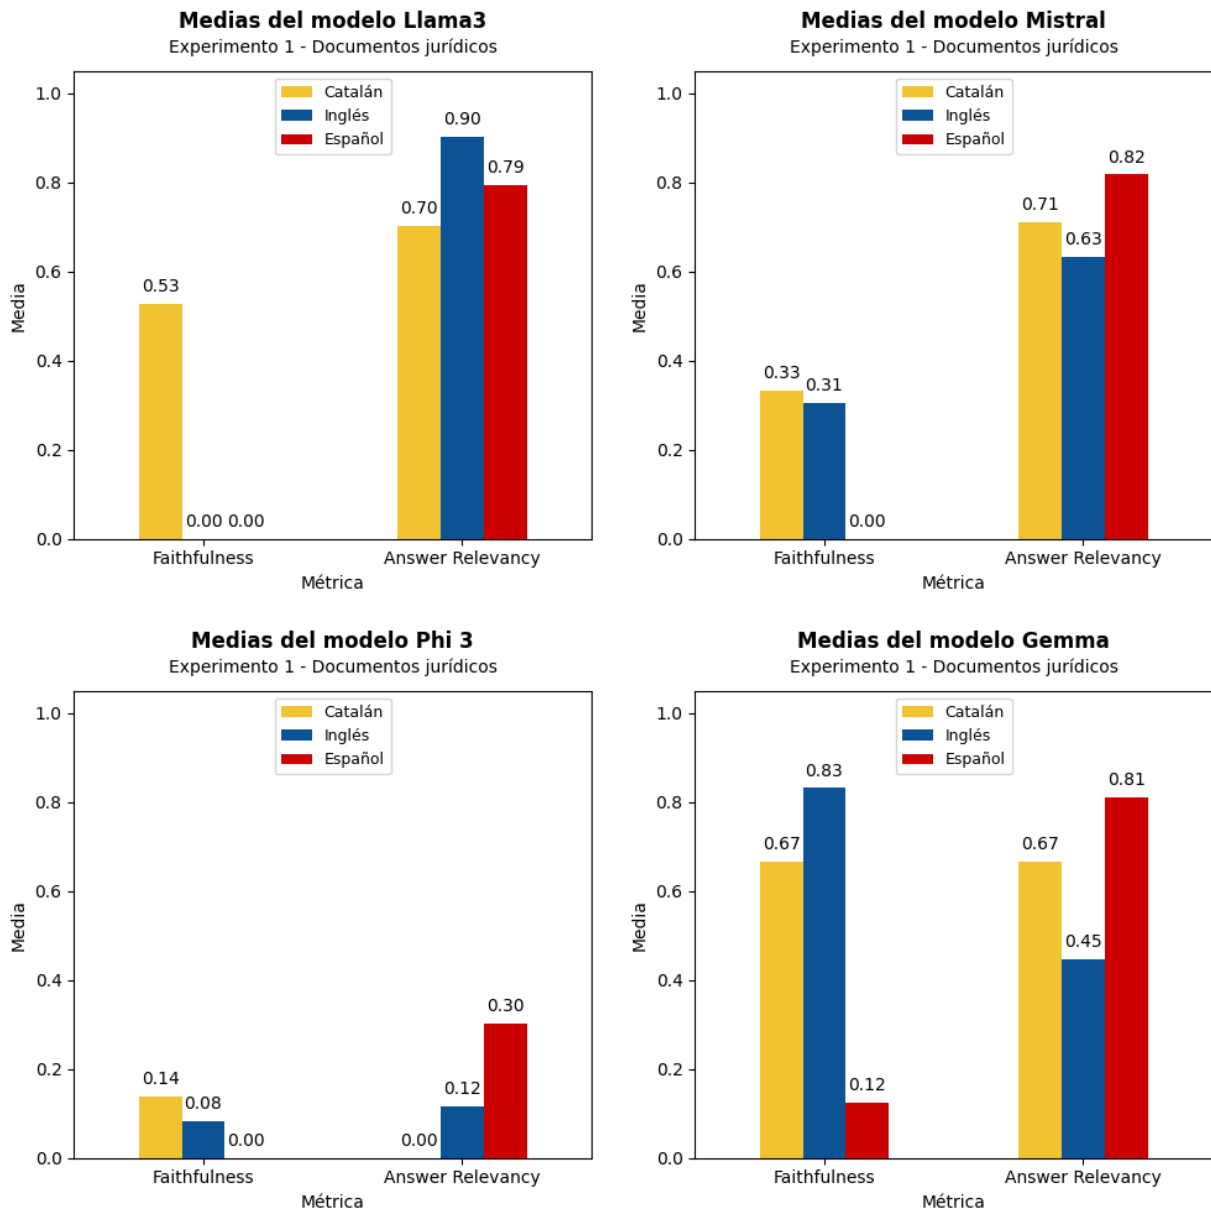 Medias del modelo Llama3
Experimento 1 - Documentos jurídicos
Catalán
Inglés
Español
1.0
0.8
0.6
0.4
0.2
0.0
Media
0.53
0.00 0.00
0.70
0.90
0.79
Faithfulness
Answer Relevancy
Métrica
Medias del modelo Mistral
Experimento 1 - Documentos jurídicos
Catalán
Inglés
Español
1.0
0.8
0.6
0.4
0.2
0.0
Media
0.33
0.31
0.00
0.71
0.63
0.82
Faithfulness
Answer Relevancy
Métrica
Medias del modelo Phi 3
Experimento 1 - Documentos jurídicos
Catalán
Inglés
Español
1.0
0.8
0.6
0.4
0.2
0.0
Media
0.14
0.08
0.00
0.00
0.12
0.30
Faithfulness
Answer Relevancy
Métrica
Medias del modelo Gemma
Experimento 1 - Documentos jurídicos
Catalán
Inglés
Español
1.0
0.8
0.6
0.4
0.2
0.0
Media
0.67
0.83
0.12
0.67
0.45
0.81
Faithfulness
Answer Relevancy
Métrica